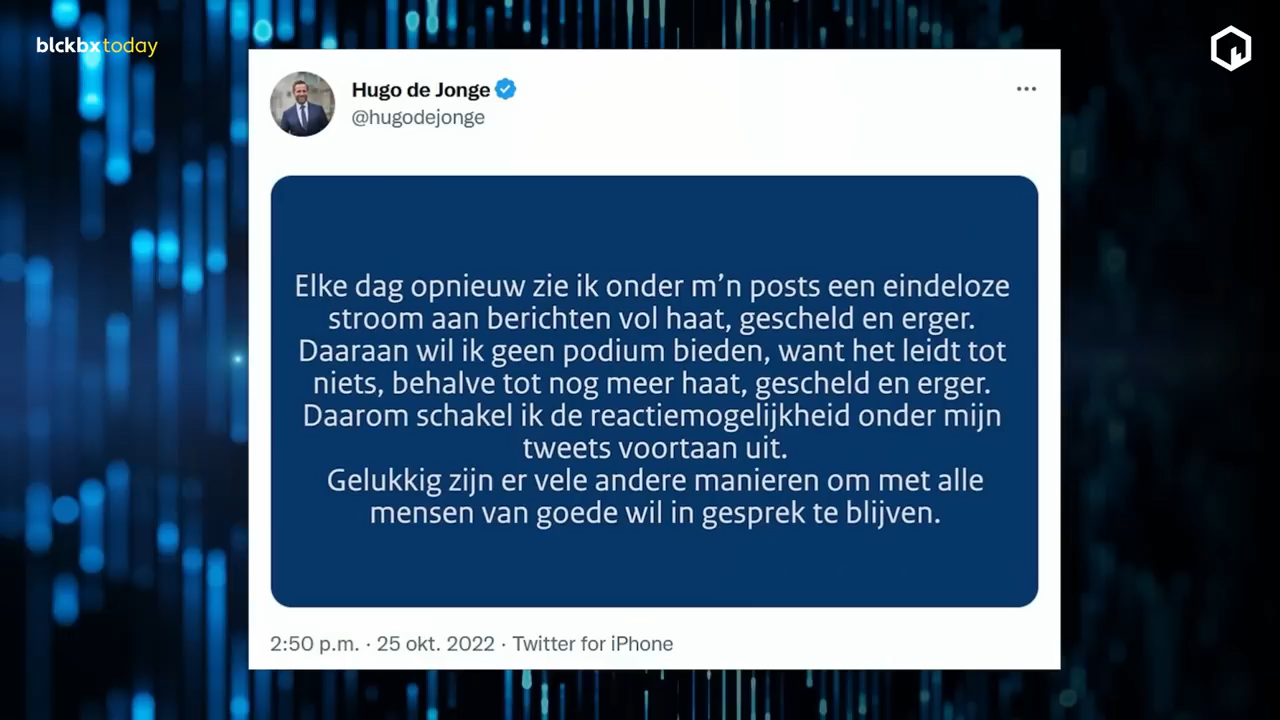 blckbxtoday
Hugo de Jonge
@hugodejonge
Elke dag opnieuw zie ik onder m’n posts een eindeloze
stroom aan berichten vol haat, gescheld en erger.
Daaraan wil ik geen podium bieden, want het leidt tot
niets, behalve tot nog meer haat, gescheld en erger.
Daarom schakel ik de reactiemogelijkheid onder mijn
tweets voortaan uit.
Gelukkig zijn er vele andere manieren om met alle
mensen van goede wil in gesprek te blijven.
2:50 p.m. · 25 okt. 2022 · Twitter for iPhone